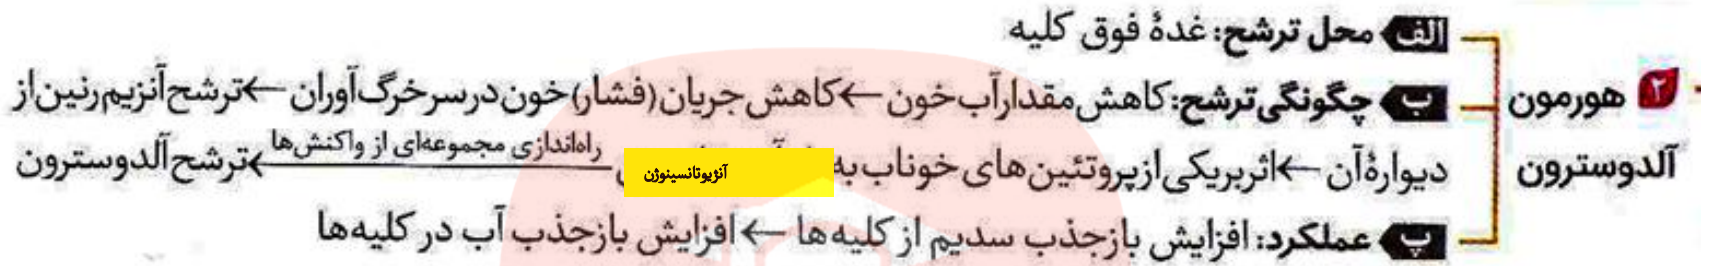 الف محل ترشح: غدهٔ فوق کلیه
۲ هورمون آلدوسترون
ب چگونگی ترشح: کاهش مقدار آب خون ← کاهش جریان (فشار) خون در سرخرگ آوران ← ترشح آنزیم رنین از
دیوارهٔ آن ← اثر بر یکی از پروتئین های خوناب به آنژیوتانسینوژن راه‌اندازی مجموعه‌ای از واکنش‌ها ← ترشح آلدوسترون
پ عملکرد: افزایش بازجذب سدیم از کلیه‌ها ← افزایش بازجذب آب در کلیه‌ها